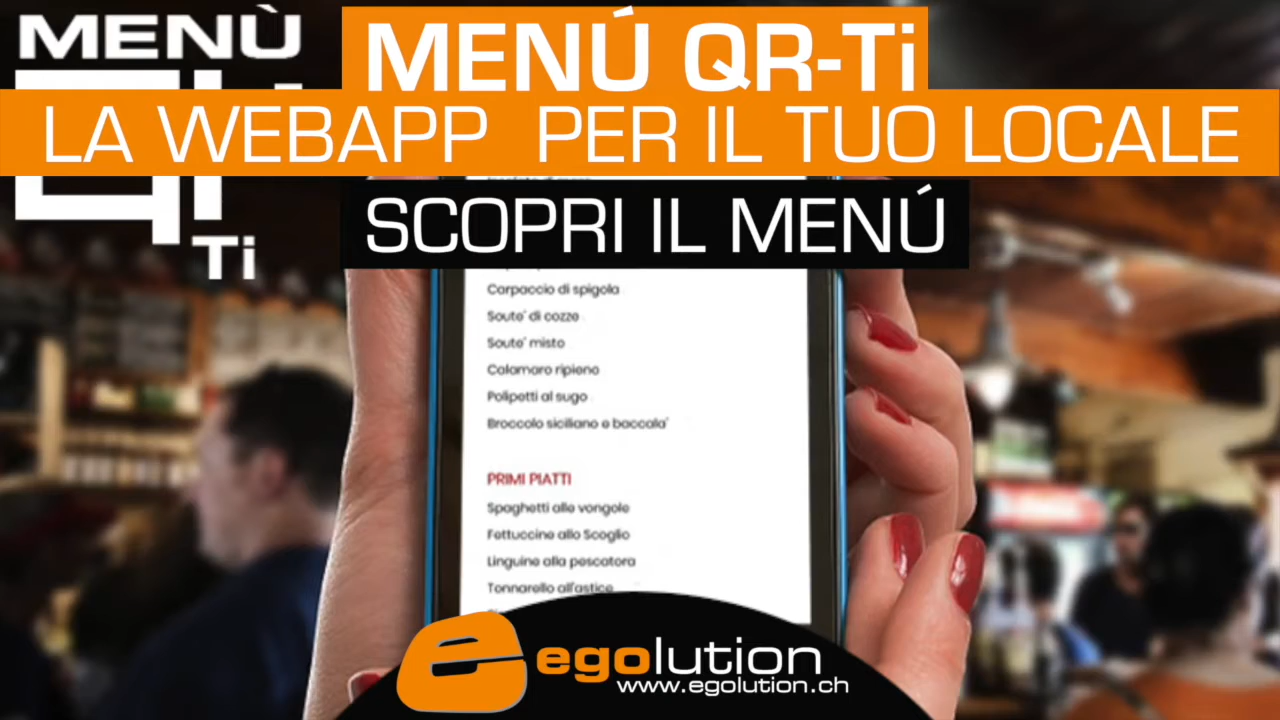 MENÙ
MENÚ QR-Ti
LA WEBAPP PER IL TUO LOCALE
Ti
SCOPRI IL MENÚ
Carpaccio di spigola
Soute' di cozze
Soute' misto
Calamaro ripieno
Polipetti al sugo
Broccolo siciliano e baccala'
PRIMI PIATTI
Spaghetti alle vongole
Fettuccine allo Scoglio
Linguine alla pescatora
Tonnarello all'astice
egolution
www.egolution.ch